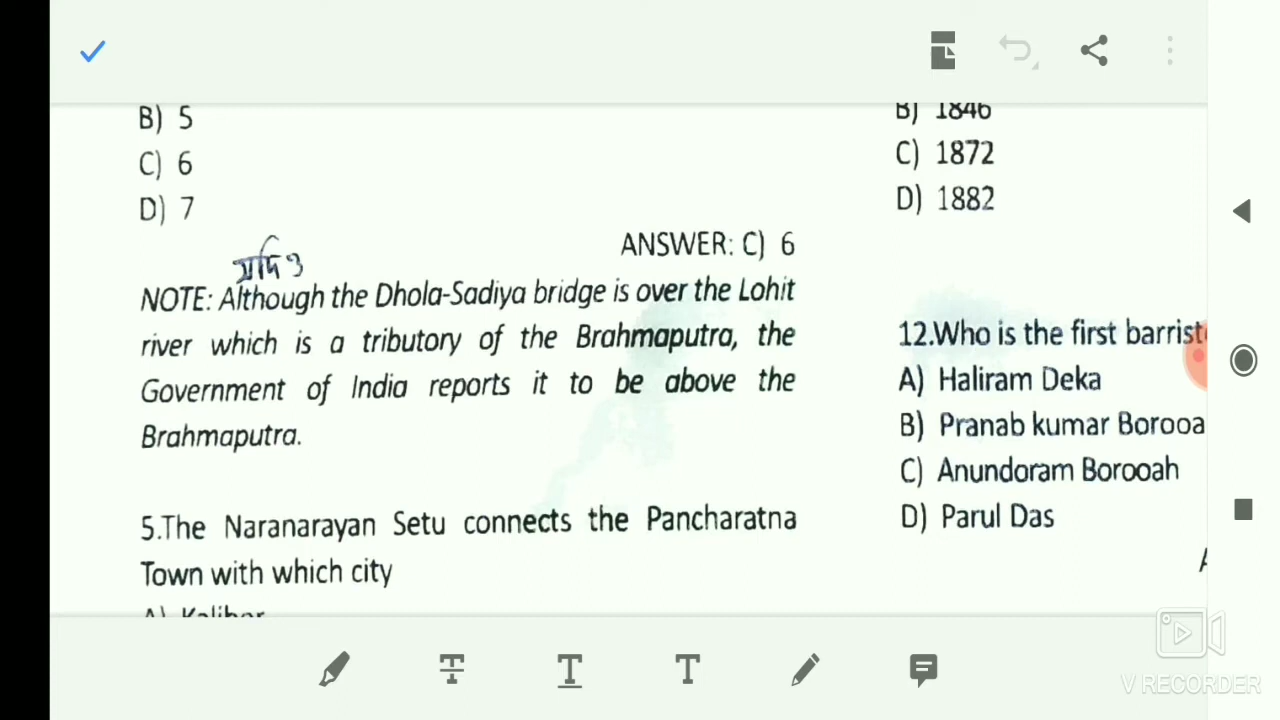 B) 5
C) 6
D) 7
ANSWER: C) 6
যদিও
NOTE: Although the Dhola-Sadiya bridge is over the Lohit
river which is a tributory of the Brahmaputra, the
Government of India reports it to be above the
Brahmaputra.
5.The Naranarayan Setu connects the Pancharatna
Town with which city
B) 1846
C) 1872
D) 1882
12.Who is the first
A) Haliram Deka
B) Pranab kumar
C) Anundoram Borooah
D) Parul Das
V RECORDER